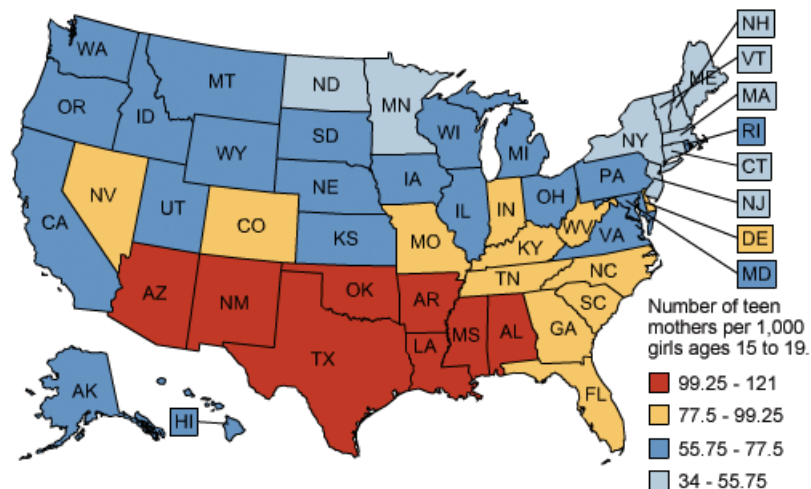 WA
MT
ND
MN
ME
NH
VT
MA
RI
CT
NJ
DE
MD
OR
ID
WY
SD
WI
MI
NY
NV
UT
CO
NE
IA
IL
IN
OH
PA
CA
KS
MO
KY
WV
VA
AZ
NM
OK
AR
TN
NC
SC
TX
LA
MS
AL
GA
FL
AK
HI
Number of teen
mothers per 1,000
girls ages 15 to 19.
99.25 - 121
77.5 - 99.25
55.75 - 77.5
34 - 55.75